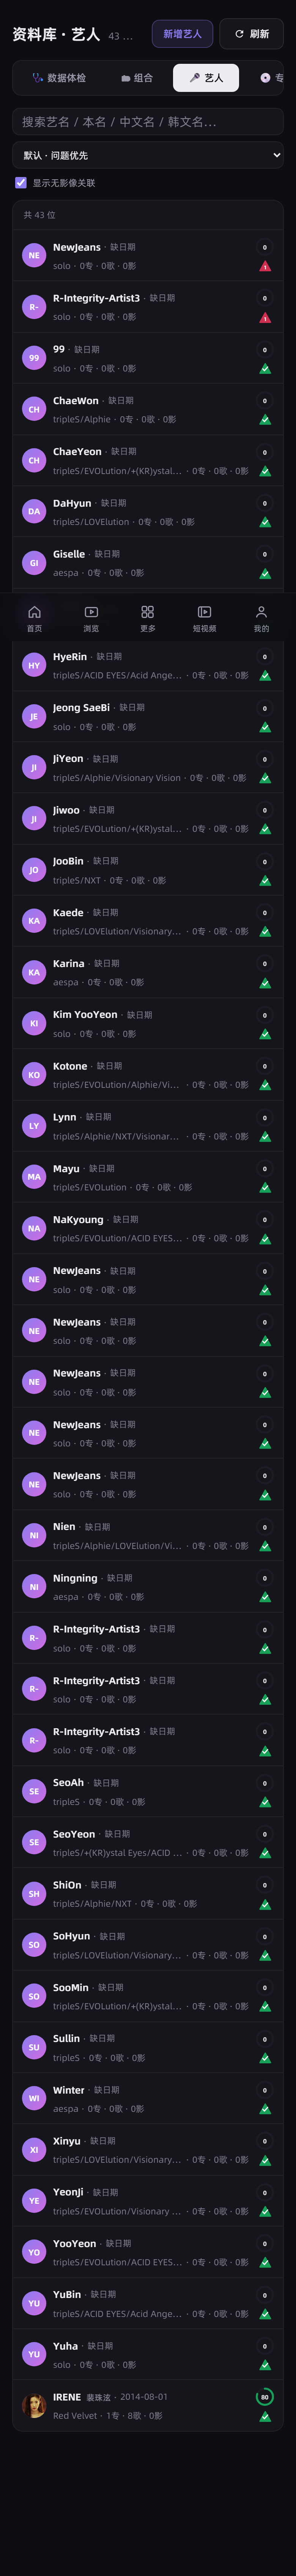 资料库 · 艺人 43 ... 新增艺人 刷新
数据体检 组合 艺人 专
搜索艺名 / 本名 / 中文名 / 韩文名...
默认 · 问题优先
显示无影像关联
共 43 位
NE NewJeans · 缺日期 0
solo · 0专 · 0歌 · 0影
R- R-Integrity-Artist3 · 缺日期 0
solo · 0专 · 0歌 · 0影
99 99 · 缺日期 0
solo · 0专 · 0歌 · 0影
CH ChaeWon · 缺日期 0
tripleS/Alphie · 0专 · 0歌 · 0影
CH ChaeYeon · 缺日期 0
tripleS/EVOLution/+(KR)ystal... · 0专 · 0歌 · 0影
DA DaHyun · 缺日期 0
tripleS/LOVElution · 0专 · 0歌 · 0影
GI Giselle · 缺日期 0
aespa · 0专 · 0歌 · 0影
首页 浏览 更多 短视频 我的
HY HyeRin · 缺日期 0
tripleS/ACID EYES/Acid Ange... · 0专 · 0歌 · 0影
JE Jeong SaeBi · 缺日期 0
solo · 0专 · 0歌 · 0影
JI JiYeon · 缺日期 0
tripleS/Alphie/Visionary Vision · 0专 · 0歌 · 0影
JI Jiwoo · 缺日期 0
tripleS/EVOLution/+(KR)ystal... · 0专 · 0歌 · 0影
JO JooBin · 缺日期 0
tripleS/NXT · 0专 · 0歌 · 0影
KA Kaede · 缺日期 0
tripleS/LOVElution/Visionary... · 0专 · 0歌 · 0影
KA Karina · 缺日期 0
aespa · 0专 · 0歌 · 0影
KI Kim YooYeon · 缺日期 0
solo · 0专 · 0歌 · 0影
KO Kotone · 缺日期 0
tripleS/EVOLution/Alphie/Vi... · 0专 · 0歌 · 0影
LY Lynn · 缺日期 0
tripleS/Alphie/NXT/Visionar... · 0专 · 0歌 · 0影
MA Mayu · 缺日期 0
tripleS/EVOLution · 0专 · 0歌 · 0影
NA NaKyoung · 缺日期 0
tripleS/EVOLution/ACID EYES... · 0专 · 0歌 · 0影
NE NewJeans · 缺日期 0
solo · 0专 · 0歌 · 0影
NE NewJeans · 缺日期 0
solo · 0专 · 0歌 · 0影
NE NewJeans · 缺日期 0
solo · 0专 · 0歌 · 0影
NE NewJeans · 缺日期 0
solo · 0专 · 0歌 · 0影
NE NewJeans · 缺日期 0
solo · 0专 · 0歌 · 0影
NI Nien · 缺日期 0
tripleS/Alphie/LOVElution/Vi... · 0专 · 0歌 · 0影
NI Ningning · 缺日期 0
aespa · 0专 · 0歌 · 0影
R- R-Integrity-Artist3 · 缺日期 0
solo · 0专 · 0歌 · 0影
R- R-Integrity-Artist3 · 缺日期 0
solo · 0专 · 0歌 · 0影
R- R-Integrity-Artist3 · 缺日期 0
solo · 0专 · 0歌 · 0影
SE SeoAh · 缺日期 0
tripleS · 0专 · 0歌 · 0影
SE SeoYeon · 缺日期 0
tripleS/+(KR)ystal Eyes/ACID ... · 0专 · 0歌 · 0影
SH ShiOn · 缺日期 0
tripleS/Alphie/NXT · 0专 · 0歌 · 0影
SO SoHyun · 缺日期 0
tripleS/LOVElution/Visionary... · 0专 · 0歌 · 0影
SO SooMin · 缺日期 0
tripleS/EVOLution/+(KR)ystal... · 0专 · 0歌 · 0影
SU Sullin · 缺日期 0
tripleS · 0专 · 0歌 · 0影
WI Winter · 缺日期 0
aespa · 0专 · 0歌 · 0影
XI Xinyu · 缺日期 0
tripleS/LOVElution/Visionary... · 0专 · 0歌 · 0影
YE YeonJi · 缺日期 0
tripleS/EVOLution/Visionary ... · 0专 · 0歌 · 0影
YO YooYeon · 缺日期 0
tripleS/EVOLution/ACID EYES... · 0专 · 0歌 · 0影
YU YuBin · 缺日期 0
tripleS/ACID EYES/Acid Ange... · 0专 · 0歌 · 0影
YU Yuha · 缺日期 0
solo · 0专 · 0歌 · 0影
IRENE 裴珠泫 · 2014-08-01 80
Red Velvet · 1专 · 8歌 · 0影